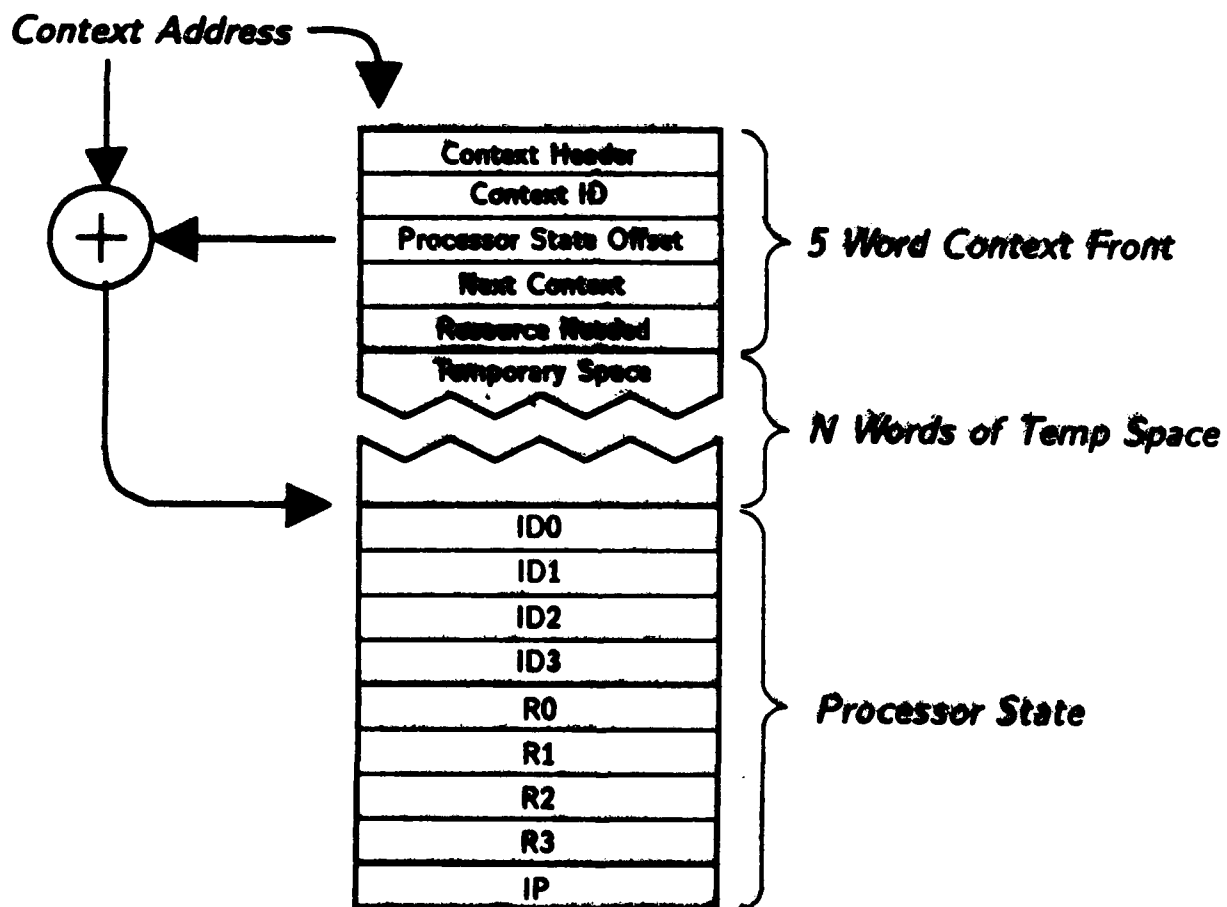 Context Address
Context Header
Context ID
Processor State Offset
Next Context
Resource Needed
5 Word Context Front
Temporary Space
N Words of Temp Space
ID0
ID1
ID2
ID3
R0
R1
R2
R3
IP
Processor State